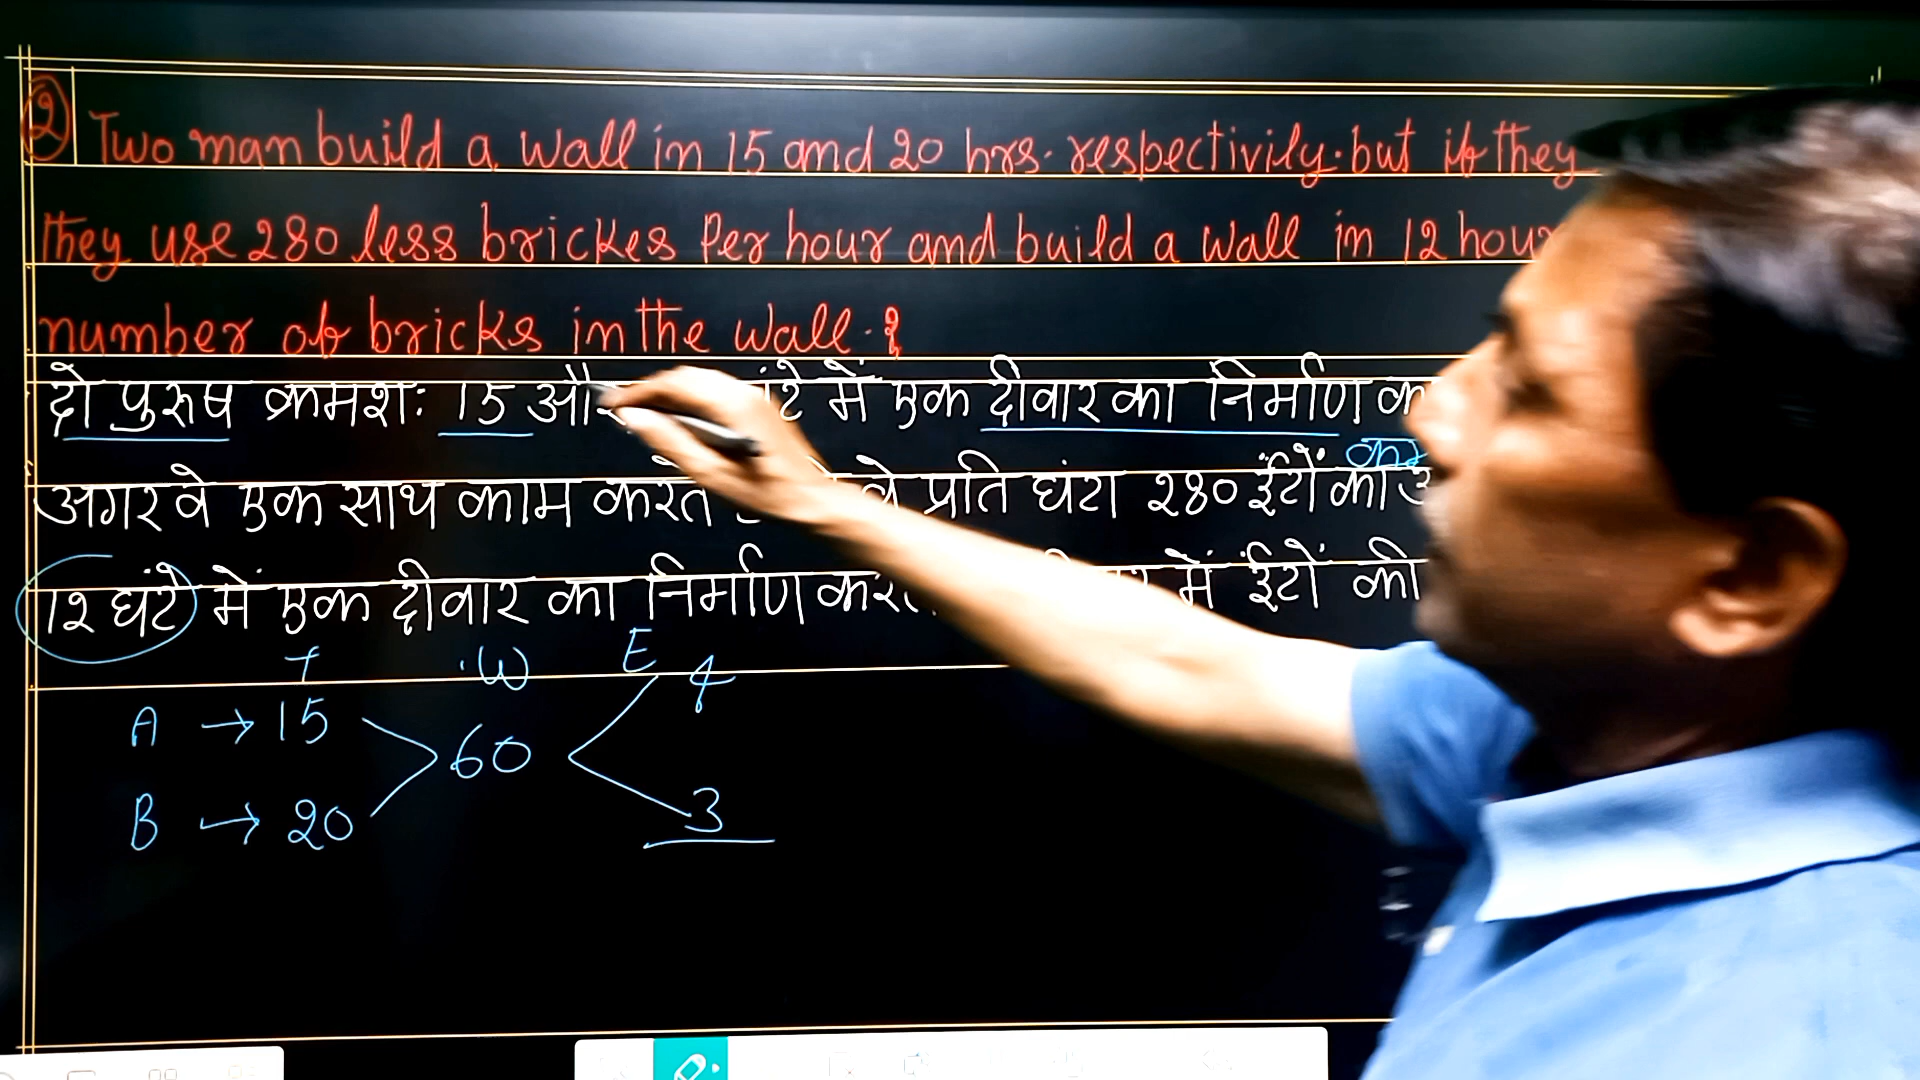 2 Two man build a wall in 15 and 20 hrs. respectivily. but if they
they use 280 less brickes Per hour and build a wall in 12 hour
number of bricks in the wall.?
दो पुरुष क्रमशः 15 घंटे में एक दीवार का निर्माण
कर
अगर वे एक साथ काम करते वे प्रति घंटा 280 ईंटों का
12 घंटे में एक दीवार का निर्माण में ईंटों की
T W E
A → 15 60 4
B → 20 3